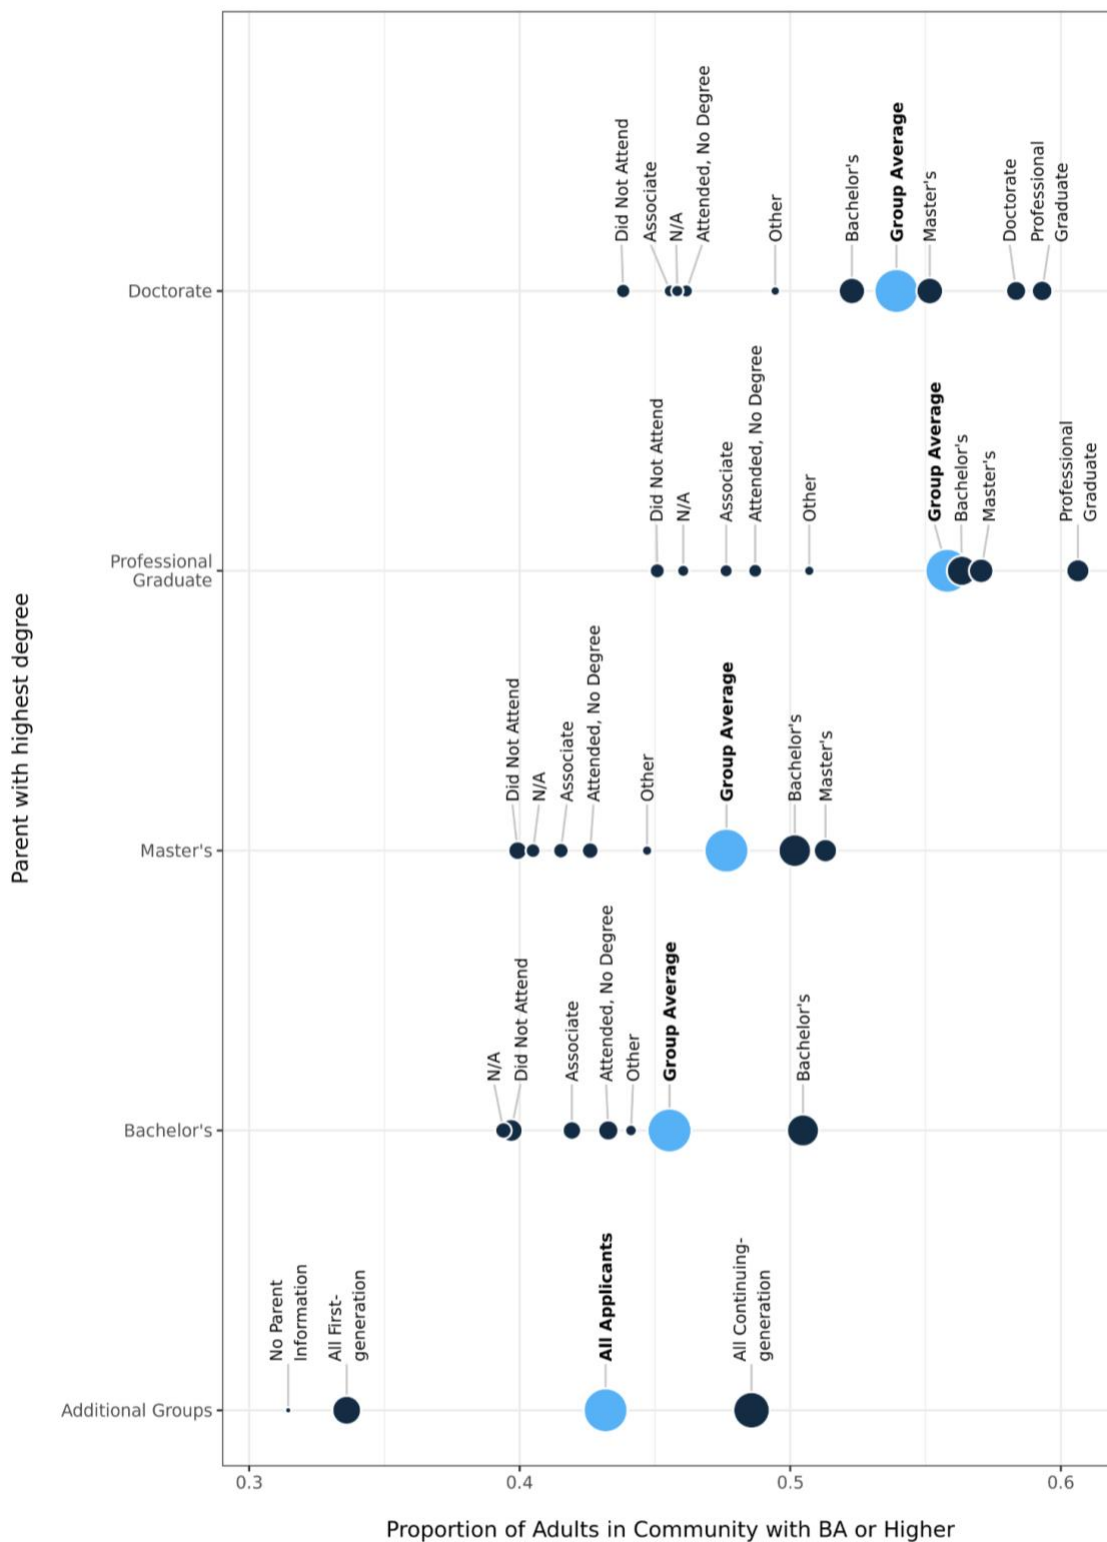 Parent with highest degree
Doctorate
Did Not Attend
Associate
N/A
Attended, No Degree
Other
Bachelor's
Group Average
Master's
Doctorate
Professional
Graduate
Professional
Graduate
Did Not Attend
N/A
Associate
Attended, No Degree
Other
Group Average
Bachelor's
Master's
Professional
Graduate
Master's
Did Not Attend
N/A
Associate
Attended, No Degree
Other
Group Average
Bachelor's
Master's
Bachelor's
N/A
Did Not Attend
Associate
Attended, No Degree
Other
Group Average
Bachelor's
Additional Groups
No Parent
Information
All First-
generation
All Applicants
All Continuing-
generation
0.3
0.4
0.5
0.6
Proportion of Adults in Community with BA or Higher